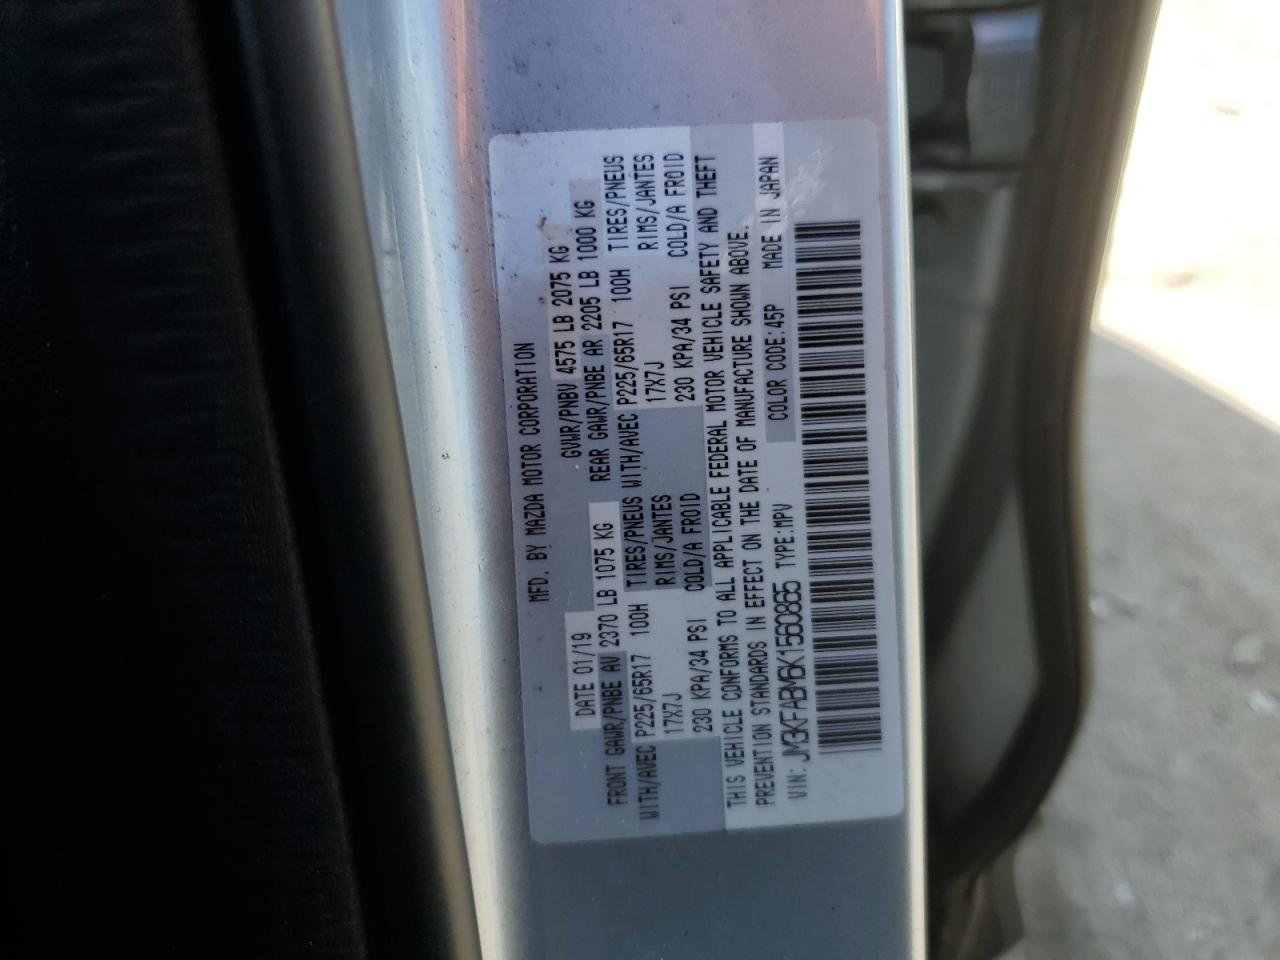 MFD. BY MAZDA MOTOR CORPORATION
DATE 01/19 GVWR/PNBV 4575 LB 2075 KG
FRONT GAWR/PNBE AV 2370 LB 1075 KG REAR GAWR/PNBE AR 2205 LB 1000 KG
WITH/AVEC P225/65R17 100H TIRES/PNEUS WITH/AVEC P225/65R17 100H TIRES/PNEUS
17X7J RIMS/JANTES 17X7J RIMS/JANTES
230 KPA/34 PSI COLD/A FROID 230 KPA/34 PSI COLD/A FROID
THIS VEHICLE CONFORMS TO ALL APPLICABLE FEDERAL MOTOR VEHICLE SAFETY AND THEFT
PREVENTION STANDARDS IN EFFECT ON THE DATE OF MANUFACTURE SHOWN ABOVE.
VIN: JM3KFABM6K1560855 TYPE:MPV COLOR CODE:45P MADE IN JAPAN